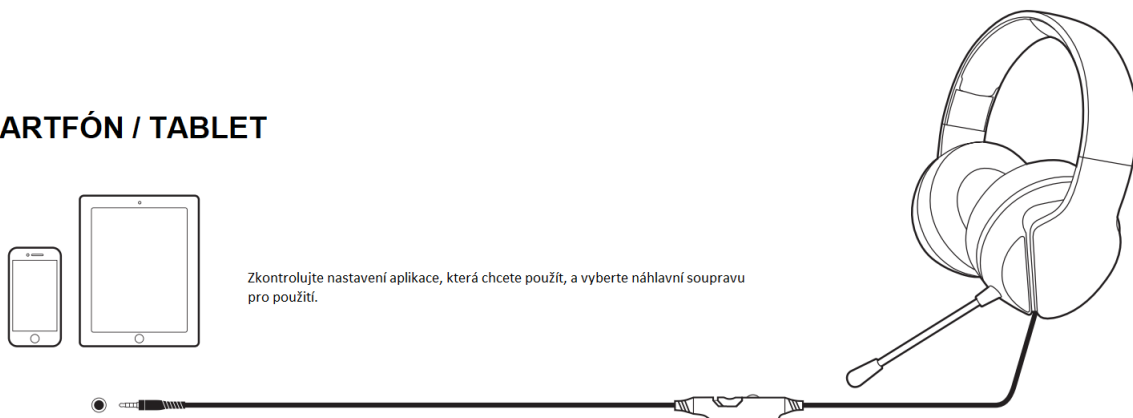 ARTFÓN / TABLET
Zkontrolujte nastavení aplikace, která chcete použít, a vyberte náhlavní soupravu
pro použití.